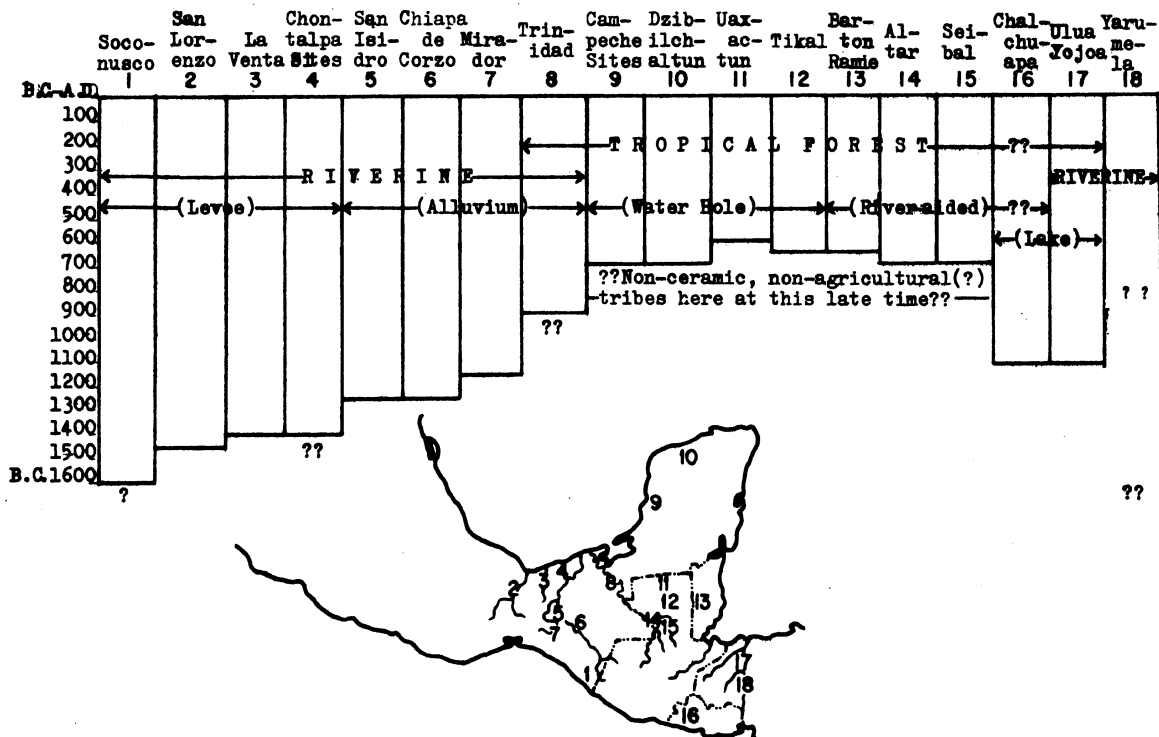 Soco-
nusco
1
San
Lor-
enzo
2
La
Venta
3
Chon-
talpa
Sites
4
San
Isi-
dro
5
Chiapa
de
Corzo
6
Mira-
dor
7
Trin-
idad
8
Cam-
peche
Sites
9
Dzib-
ilch-
altun
10
Uax-
ac-
tun
11
Tikal
12
Bar-
ton
Ramie
13
Al-
tar
14
Sei-
bal
15
Chal-
chu-
apa
16
Ulua
Yojoa
17
Yaru-
me-
la
18
B.C-A.D
100
200
300
400
500
600
700
800
900
1000
1100
1200
1300
1400
1500
B.C.1600
TROPICAL FOREST ??
RIVERINE
RIVERINE
(Levee)
(Alluvium)
(Water Hole)
(River-aided) ??
(Lake)
??Non-ceramic, non-agricultural(?)
tribes here at this late time??
? ?
??
??
?
??
10
9
8
11
12
13
14
15
2
3
4
5
6
7
1
17
18
16